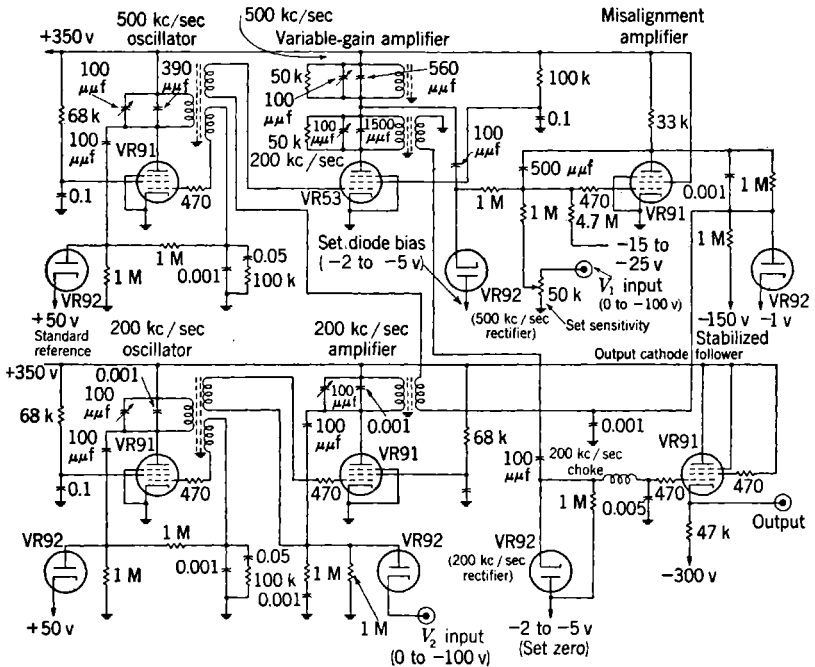 500 kc/sec
oscillator
500 kc/sec
Variable-gain amplifier
Misalignment
amplifier
+350 v
100
μμf
390
μμf
50 k
100
μμf
560
μμf
100 k
68 k
100
μμf
50 k
100
μμf
1500
μμf
200 kc/sec
100
μμf
0.1
33 k
VR91
0.1
470
VR53
500 μμf
1 M
470
VR91
0.001
1 M
1 M
4.7 M
1 M
1 M
0.05
0.001
100 k
1 M
VR92
Set diode bias
(-2 to -5 v)
-15 to
-25 v
VR92
(500 kc/sec
rectifier)
50 k
V1 input
(0 to -100 v)
Set sensitivity
VR92
+50 v
Standard
reference
-150 v
-1 v
Stabilized
200 kc/sec
oscillator
200 kc/sec
amplifier
Output cathode follower
+350 v
0.001
100
μμf
100
μμf
0.001
68 k
100
μμf
VR91
100
μμf
VR91
68 k
100
μμf
200 kc/sec
choke
0.001
VR91
0.1
470
470
0.005
470
470
1 M
47 k
Output
VR92
1 M
1 M
0.001
0.05
100 k
1 M
0.001
VR92
1 M
VR92
(200 kc/sec
rectifier)
-300 v
+50 v
V2 input
(0 to -100 v)
-2 to -5 v
(Set zero)